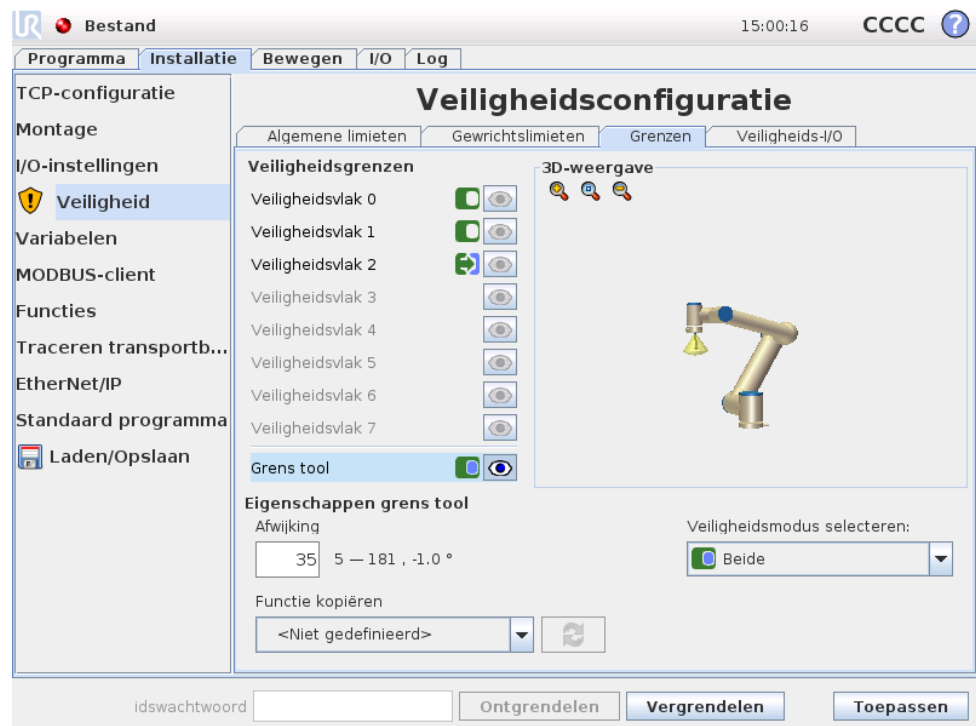 UR Bestand 15:00:16 CCCC ?
Programma Installatie Bewegen I/O Log
TCP-configuratie
Montage
I/O-instellingen
Veiligheid
Variabelen
MODBUS-client
Functies
Traceren transportb...
EtherNet/IP
Standaard programma
Laden/Opslaan
Veiligheidsconfiguratie
Algemene limieten Gewrichtslimieten Grenzen Veiligheids-I/O
Veiligheidsgrenzen
Veiligheidsvlak 0
Veiligheidsvlak 1
Veiligheidsvlak 2
Veiligheidsvlak 3
Veiligheidsvlak 4
Veiligheidsvlak 5
Veiligheidsvlak 6
Veiligheidsvlak 7
Grens tool
3D-weergave
Eigenschappen grens tool
Afwijking
35 5 — 181 , -1.0 °
Veiligheidsmodus selecteren:
Beide
Functie kopiëren
<Niet gedefinieerd>
idswachtwoord Ontgrendelen Vergrendelen Toepassen